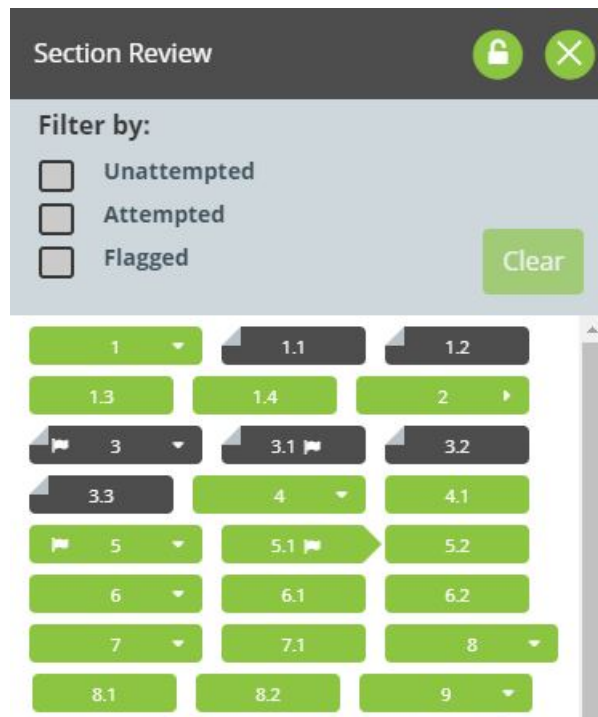 Section Review
Filter by:
Unattempted
Attempted
Flagged
Clear
1 1.1 1.2
1.3 1.4 2
3 3.1 3.2
3.3 4 4.1
5 5.1 5.2
6 6.1 6.2
7 7.1 8
8.1 8.2 9